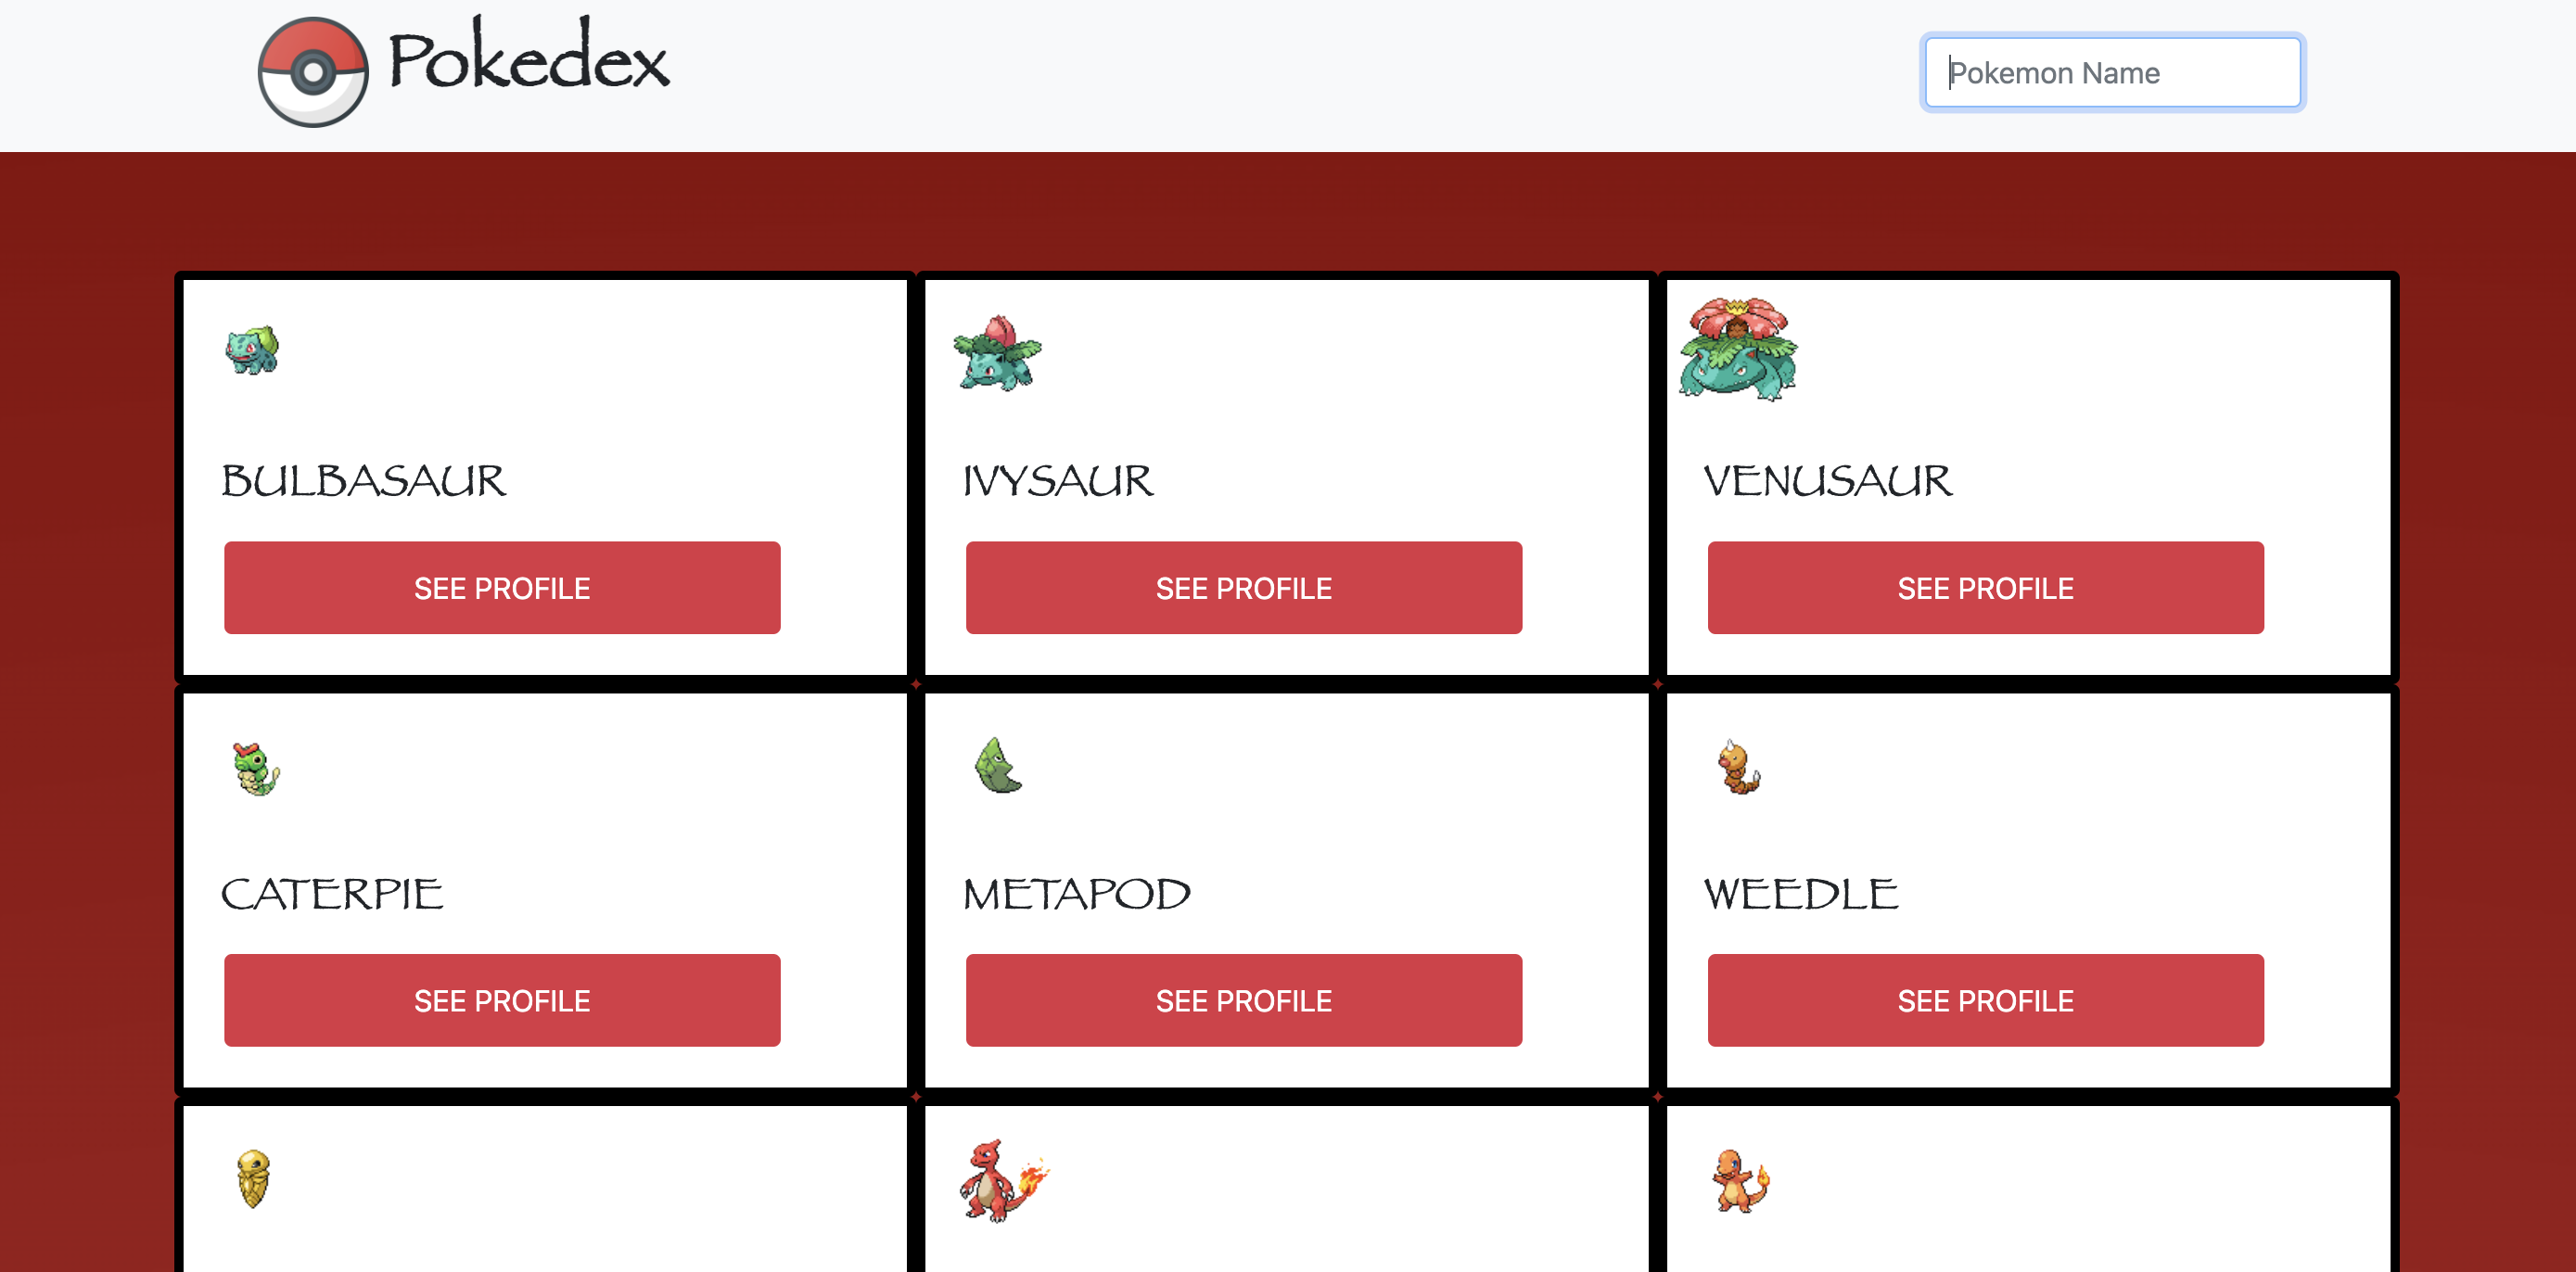 Pokedex
Pokemon Name
BULBASAUR
IVYSAUR
VENUSAUR
SEE PROFILE
SEE PROFILE
SEE PROFILE
CATERPIE
METAPOD
WEEDLE
SEE PROFILE
SEE PROFILE
SEE PROFILE